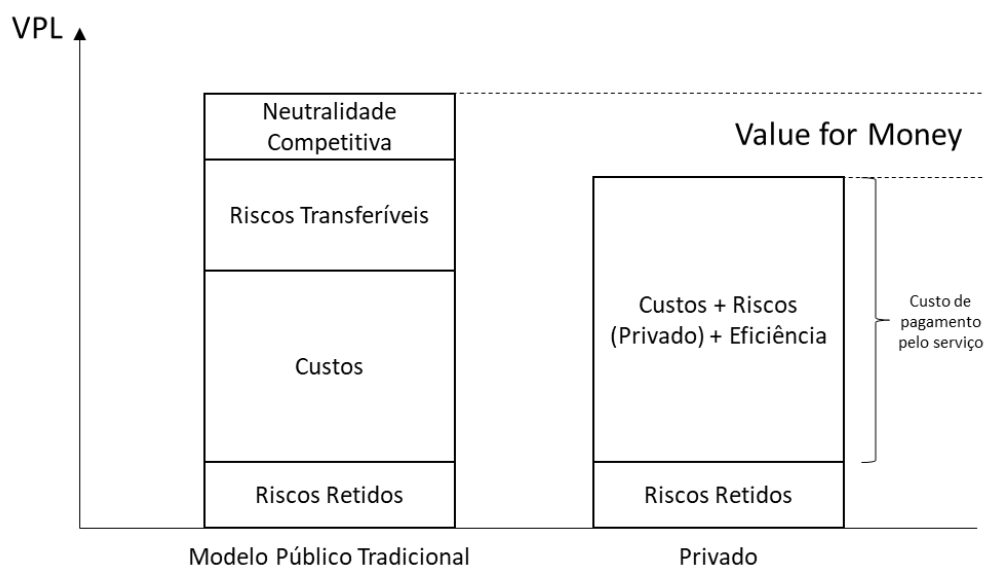 VPL
Neutralidade
Competitiva
Riscos Transferíveis
Custos
Riscos Retidos
Modelo Público Tradicional
Value for Money
Custos + Riscos
(Privado) + Eficiência
Riscos Retidos
Privado
Custo de
pagamento
pelo serviço